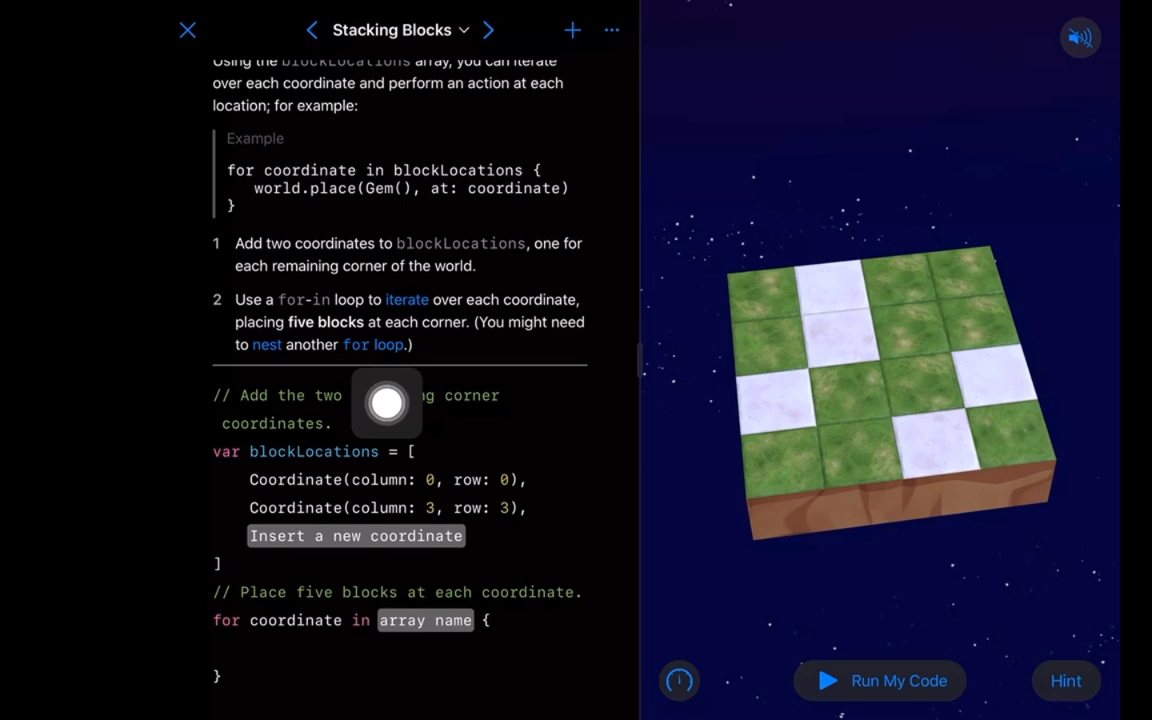 Stacking Blocks
Using the blockLocations array, you can iterate
over each coordinate and perform an action at each
location; for example:
Example
for coordinate in blockLocations {
world.place(Gem(), at: coordinate)
}
1 Add two coordinates to blockLocations, one for
each remaining corner of the world.
2 Use a for-in loop to iterate over each coordinate,
placing five blocks at each corner. (You might need
to nest another for loop.)
// Add the two corner
coordinates.
var blockLocations = [
Coordinate(column: 0, row: 0),
Coordinate(column: 3, row: 3),
Insert a new coordinate
]
// Place five blocks at each coordinate.
for coordinate in array name {
}
Run My Code
Hint